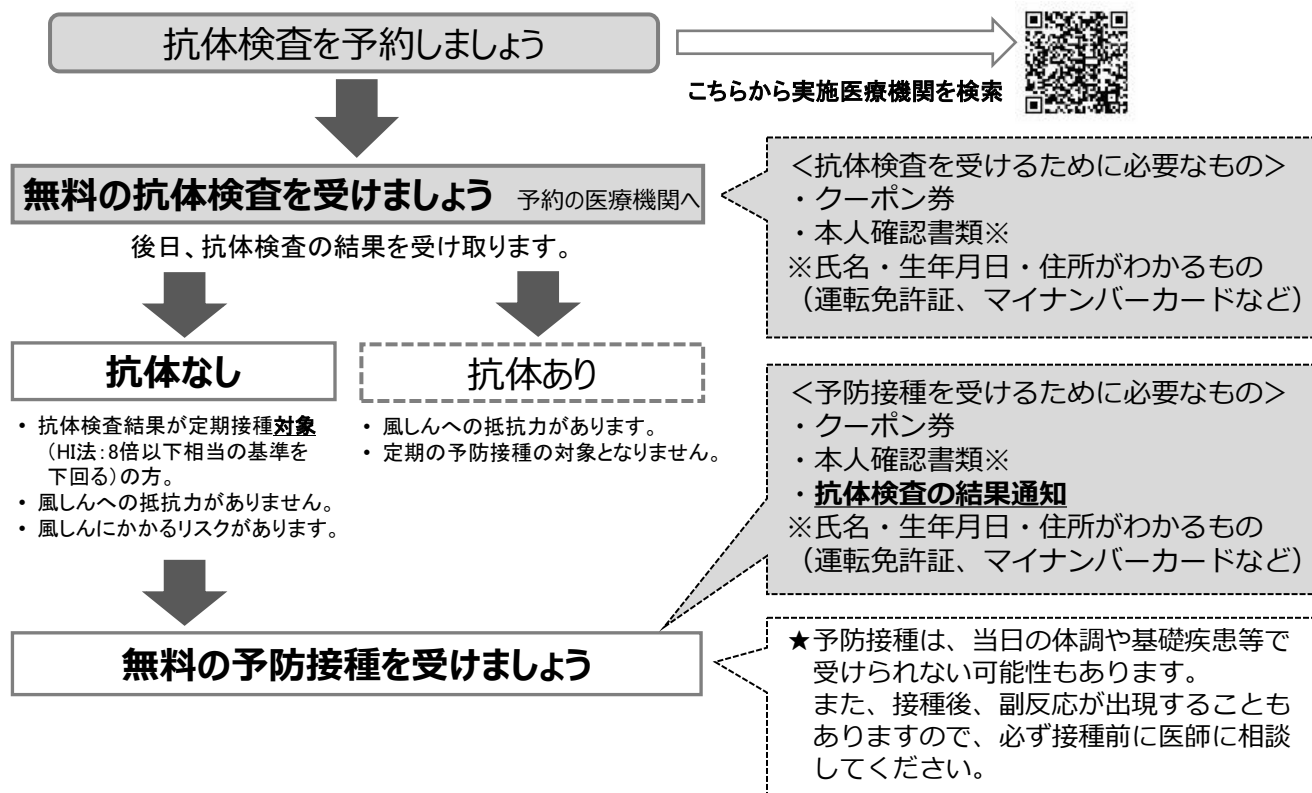 抗体検査を予約しましょう
こちらから実施医療機関を検索
無料の抗体検査を受けましょう 予約の医療機関へ
＜抗体検査を受けるために必要なもの＞
・クーポン券
・本人確認書類※
※氏名・生年月日・住所がわかるもの
（運転免許証、マイナンバーカードなど）
後日、抗体検査の結果を受け取ります。
抗体なし
• 抗体検査結果が定期接種対象
（HI法：8倍以下相当の基準を
下回る）の方。
• 風しんへの抵抗力がありません。
• 風しんにかかるリスクがあります。
抗体あり
• 風しんへの抵抗力があります。
• 定期の予防接種の対象となりません。
＜予防接種を受けるために必要なもの＞
・クーポン券
・本人確認書類※
・抗体検査の結果通知
※氏名・生年月日・住所がわかるもの
（運転免許証、マイナンバーカードなど）
無料の予防接種を受けましょう
★予防接種は、当日の体調や基礎疾患等で
受けられない可能性もあります。
また、接種後、副反応が出現することも
ありますので、必ず接種前に医師に相談
してください。